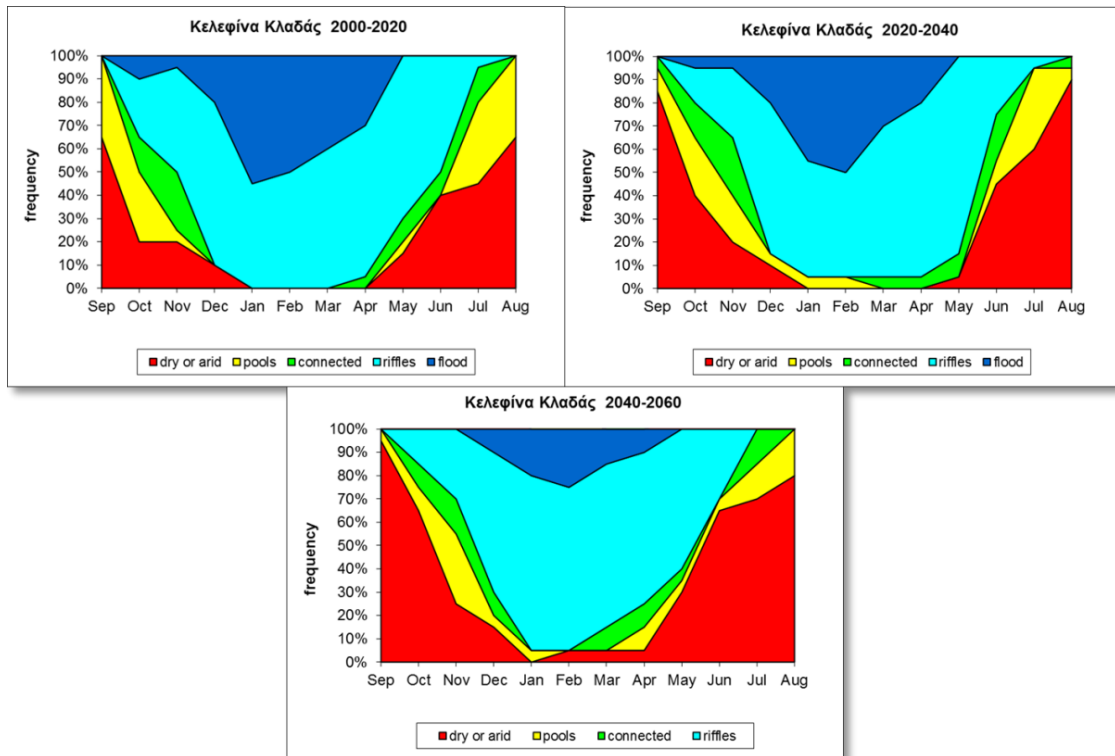 Κελεφίνα Κλαδάς 2000-2020
100%
90%
80%
70%
60%
50%
40%
30%
20%
10%
0%
frequency
Sep Oct Nov Dec Jan Feb Mar Apr May Jun Jul Aug
dry or arid pools connected riffles flood
Κελεφίνα Κλαδάς 2020-2040
100%
90%
80%
70%
60%
50%
40%
30%
20%
10%
0%
frequency
Sep Oct Nov Dec Jan Feb Mar Apr May Jun Jul Aug
dry or arid pools connected riffles flood
Κελεφίνα Κλαδάς 2040-2060
100%
90%
80%
70%
60%
50%
40%
30%
20%
10%
0%
frequency
Sep Oct Nov Dec Jan Feb Mar Apr May Jun Jul Aug
dry or arid pools connected riffles